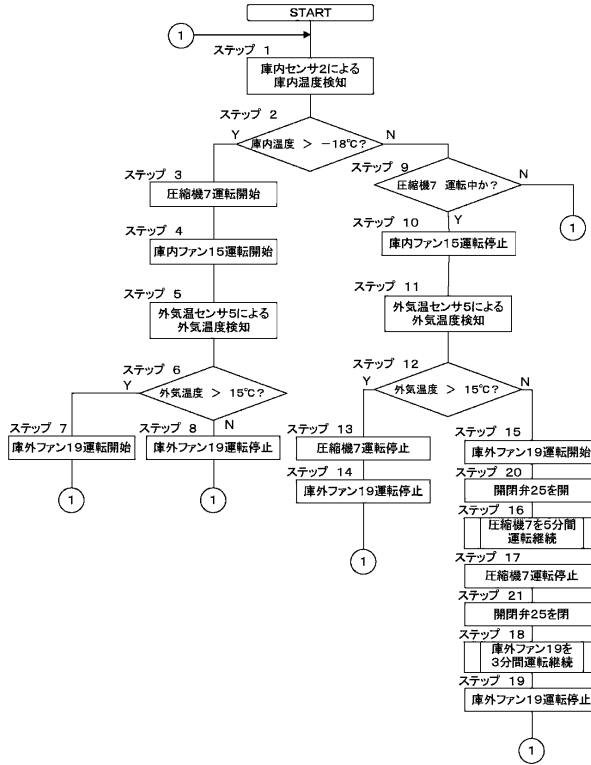 START
1
ステップ 1
庫内センサ2による
庫内温度検知
ステップ 2
庫内温度 > －18℃?
Y
N
ステップ 3
圧縮機7運転開始
ステップ 4
庫内ファン15運転開始
ステップ 5
外気温センサ5による
外気温度検知
ステップ 6
外気温度 > 15℃?
Y
N
ステップ 7
庫外ファン19運転開始
1
ステップ 8
庫外ファン19運転停止
1
ステップ 9
圧縮機7 運転中か?
N
1
Y
ステップ 10
庫内ファン15運転停止
ステップ 11
外気温センサ5による
外気温度検知
ステップ 12
外気温度 > 15℃?
Y
N
ステップ 13
圧縮機7運転停止
ステップ 14
庫外ファン19運転停止
1
ステップ 15
庫外ファン19運転開始
ステップ 20
開閉弁25を開
ステップ 16
圧縮機7を5分間
運転継続
ステップ 17
圧縮機7運転停止
ステップ 21
開閉弁25を閉
ステップ 18
庫外ファン19を
3分間運転継続
ステップ 19
庫外ファン19運転停止
1